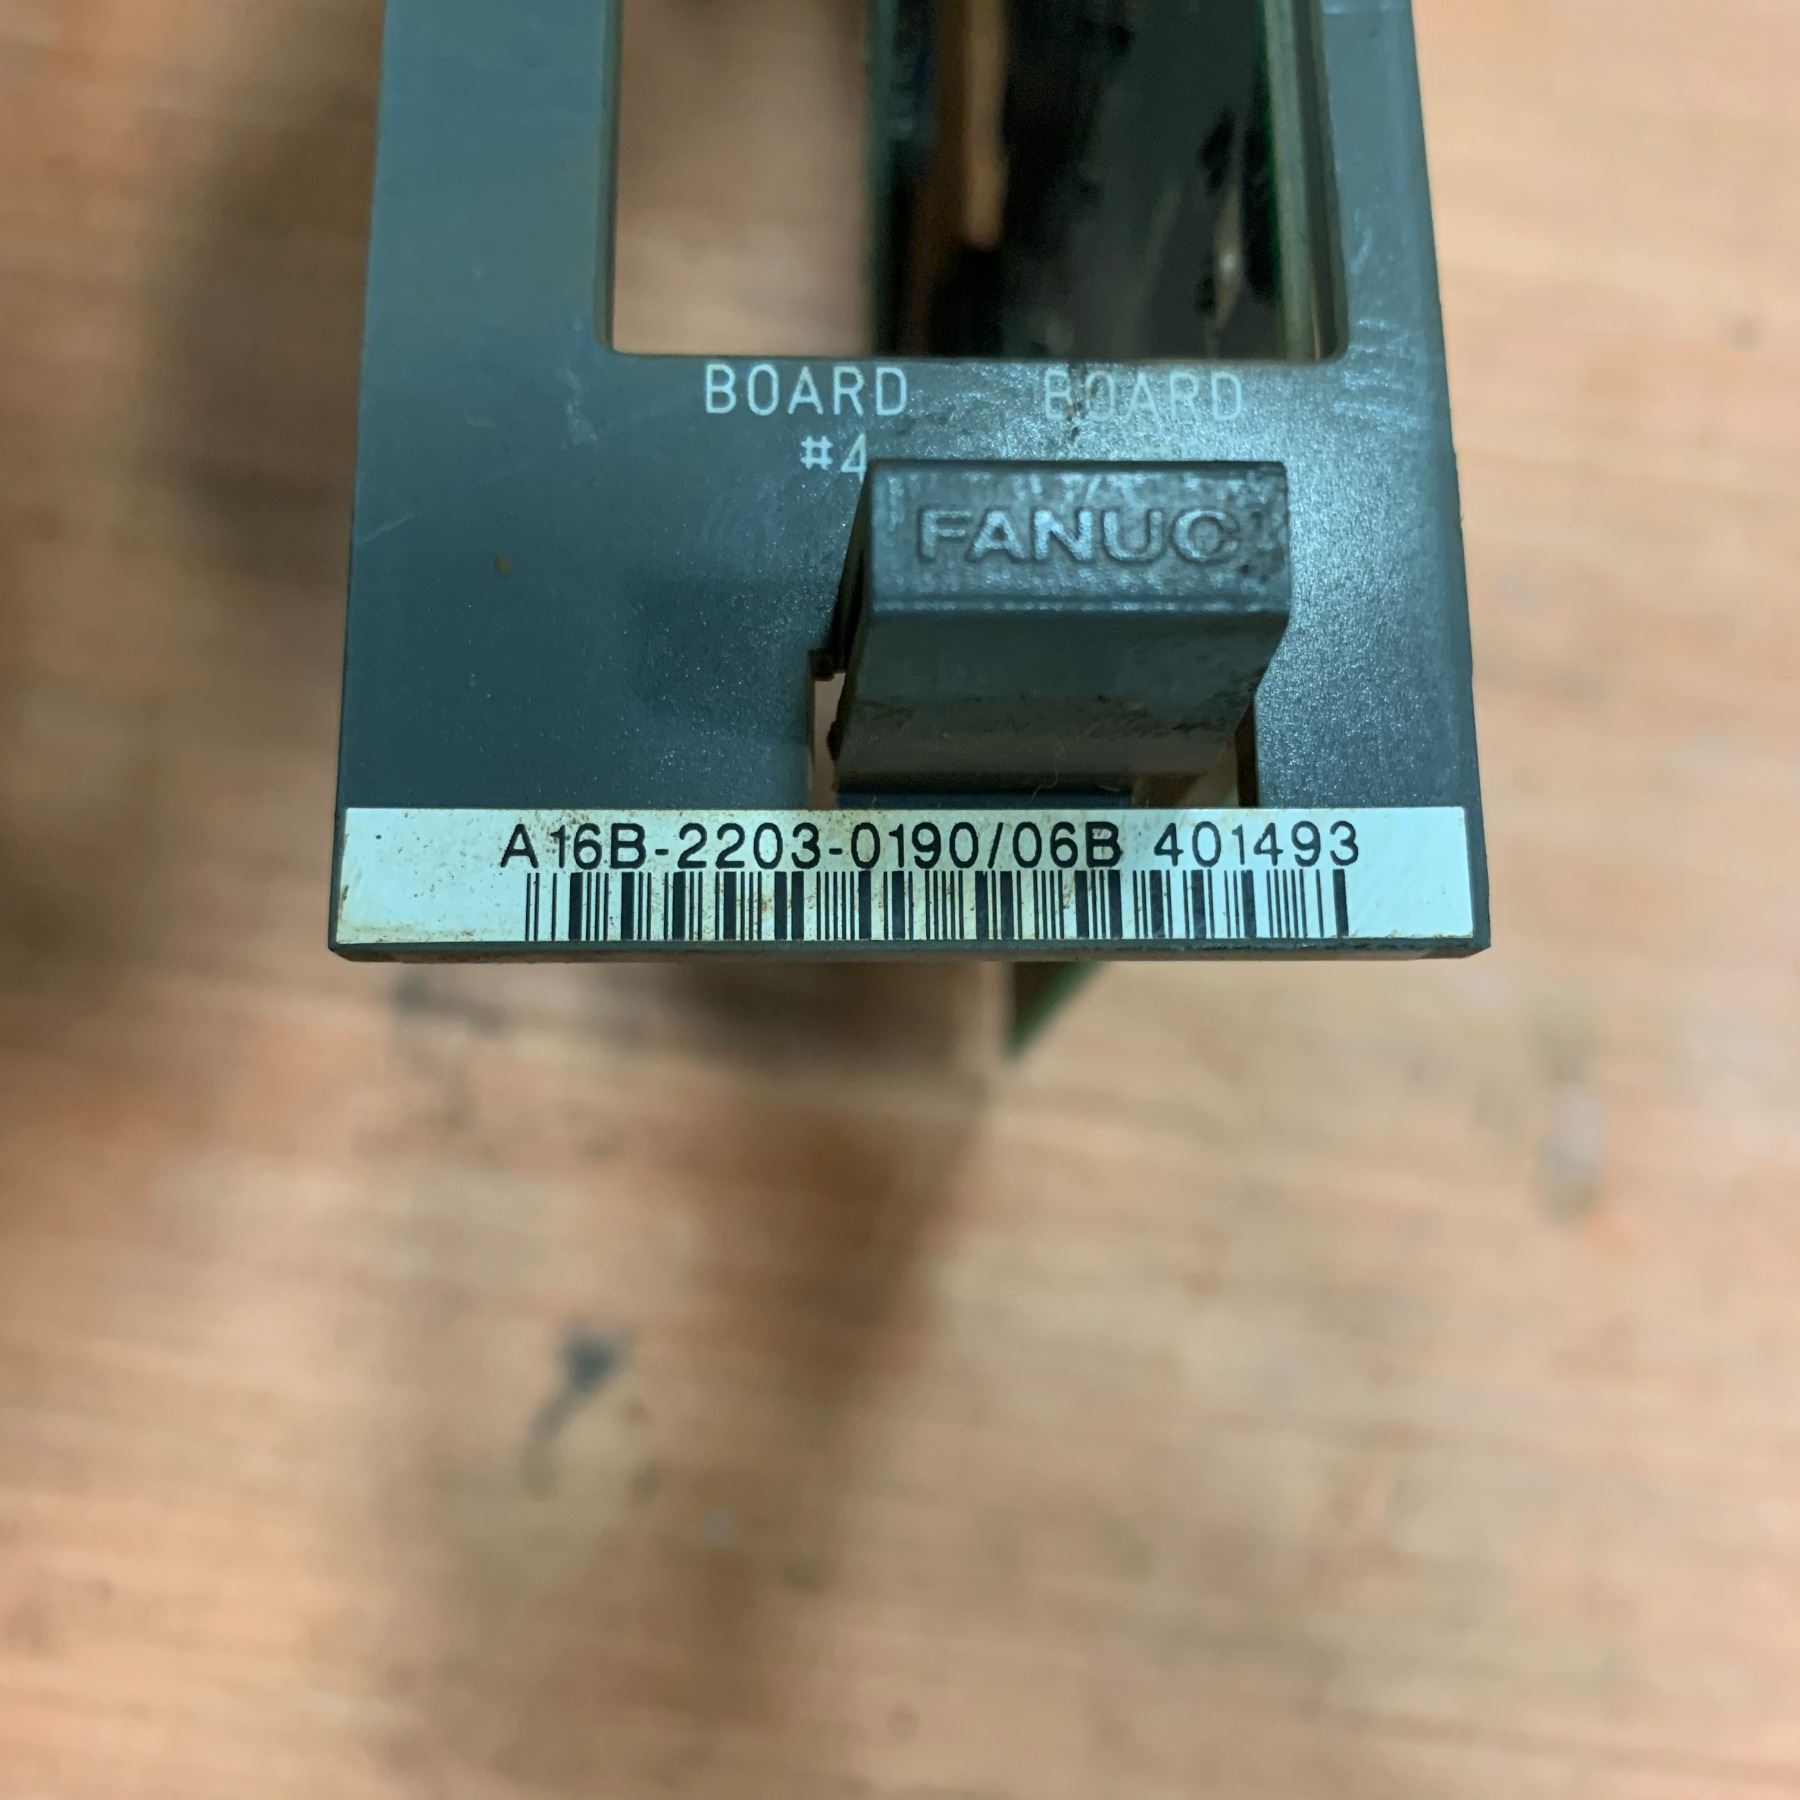 BOARD BOARD
#4
FANUC
A16B-2203-0190/06B 401493